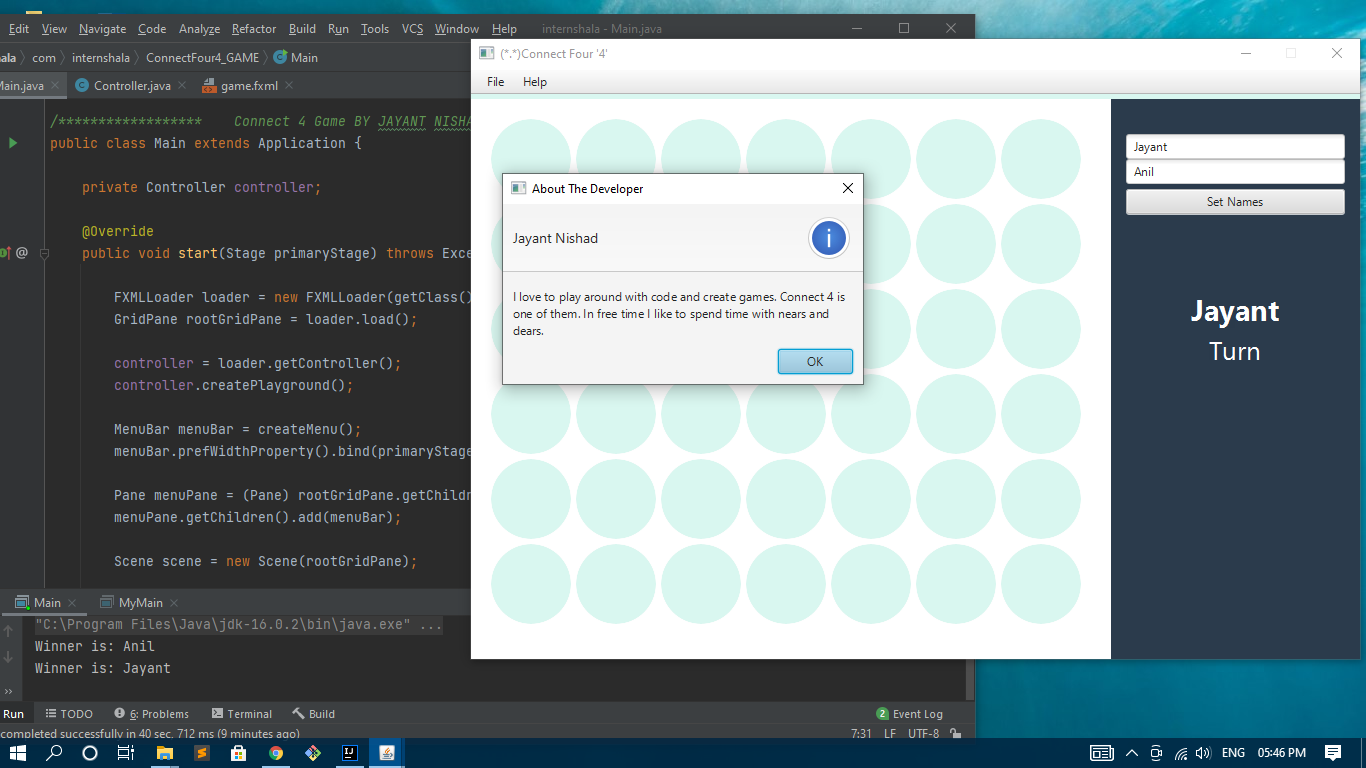 Edit View Navigate Code Analyze Refactor Build Run Tools VCS Window Help internshala - Main.java
com internshala ConnectFour4_GAME Main
Main.java Controller.java game.fxml
/****************** Connect 4 Game BY JAYANT NISHA
public class Main extends Application {
private Controller controller;
@Override
public void start(Stage primaryStage) throws Exce
FXMLLoader loader = new FXMLLoader(getClass()
GridPane rootGridPane = loader.load();
controller = loader.getController();
controller.createPlayground();
MenuBar menuBar = createMenu();
menuBar.prefWidthProperty().bind(primaryStage
Pane menuPane = (Pane) rootGridPane.getChildr
menuPane.getChildren().add(menuBar);
Scene scene = new Scene(rootGridPane);
Main MyMain
"C:\Program Files\Java\jdk-16.0.2\bin\java.exe" ...
Winner is: Anil
Winner is: Jayant
Run TODO 6: Problems Terminal Build 2 Event Log
completed successfully in 40 sec, 712 ms (9 minutes ago) 7:31 LF UTF-8
(*.*)Connect Four '4'
File Help
About The Developer
Jayant Nishad
I love to play around with code and create games. Connect 4 is
one of them. In free time I like to spend time with nears and
dears.
OK
Jayant
Anil
Set Names
Jayant
Turn
ENG 05:46 PM